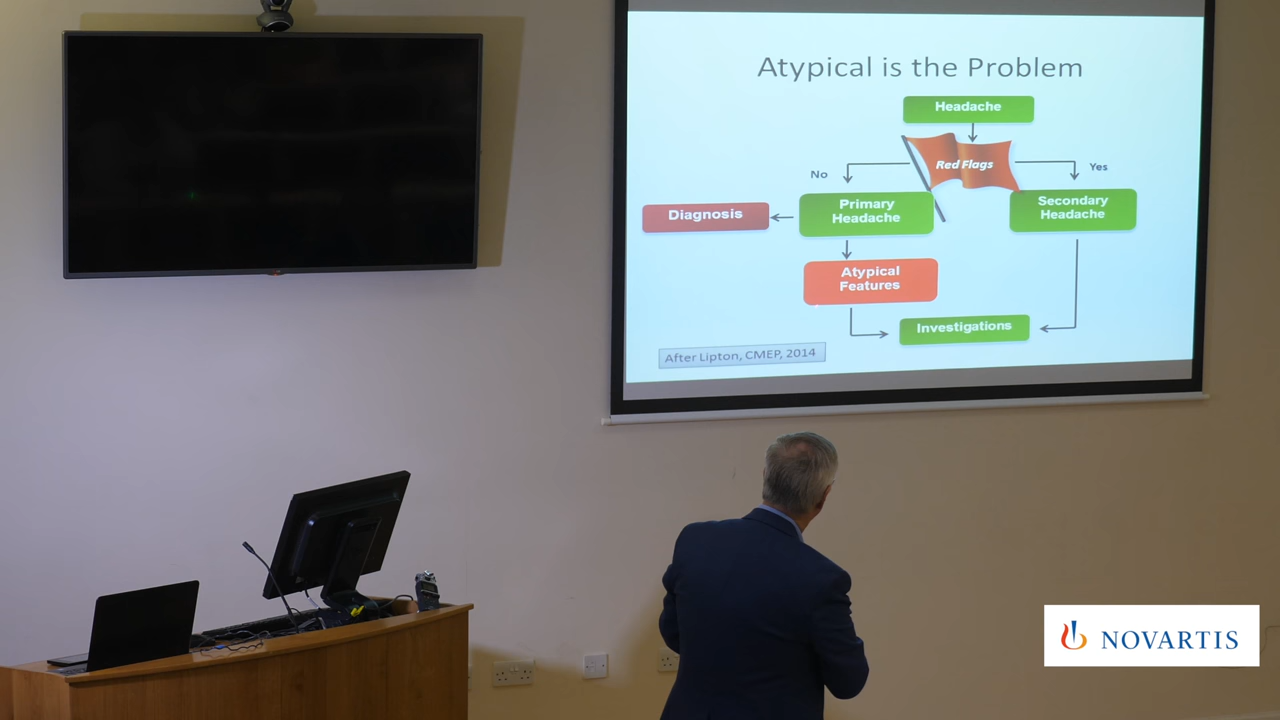 Atypical is the Problem
Headache
Red Flags
No
Yes
Diagnosis
Primary
Headache
Secondary
Headache
Atypical
Features
Investigations
After Lipton, CMEP, 2014
NOVARTIS